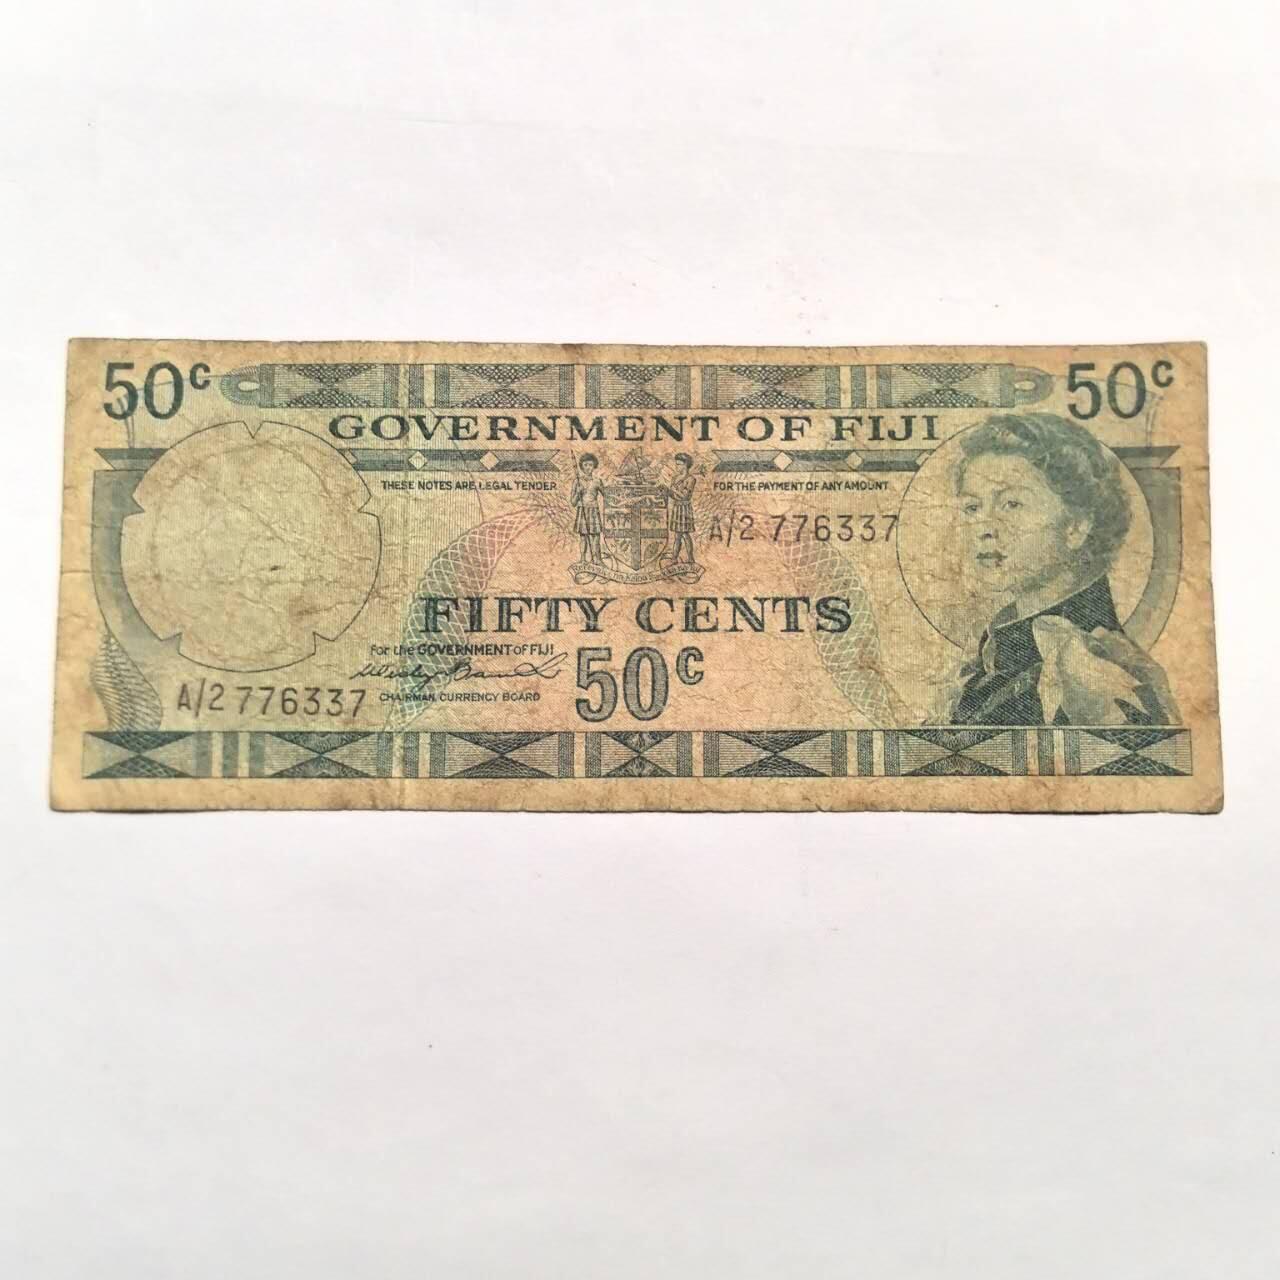 50c
50c
GOVERNMENT OF FIJI
THESE NOTES ARE LEGAL TENDER
FOR THE PAYMENT OF ANY AMOUNT
A/2 776337
FIFTY CENTS
For the GOVERNMENT of FIJI
50c
CHAIRMAN, CURRENCY BOARD
A/2 776337